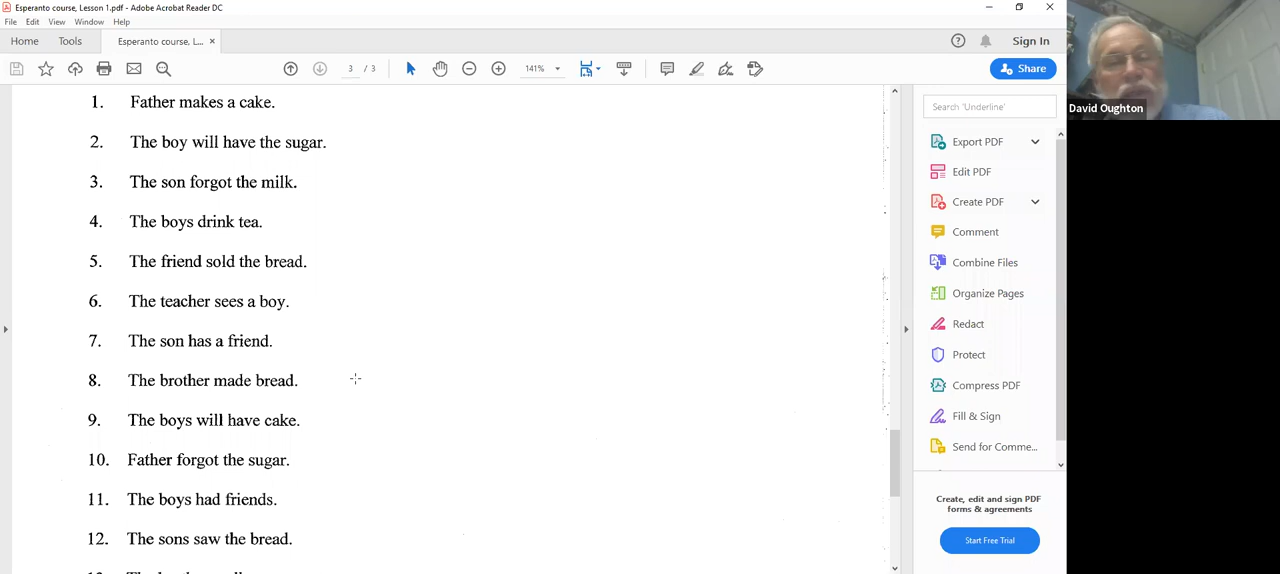 Esperanto course, Lesson 1.pdf - Adobe Acrobat Reader DC
File Edit View Window Help
Home Tools Esperanto course, L... × Sign In
3 / 3 141% Share
1. Father makes a cake.
2. The boy will have the sugar.
3. The son forgot the milk.
4. The boys drink tea.
5. The friend sold the bread.
6. The teacher sees a boy.
7. The son has a friend.
8. The brother made bread.
9. The boys will have cake.
10. Father forgot the sugar.
11. The boys had friends.
12. The sons saw the bread.
Search 'Underline'
Export PDF
Edit PDF
Create PDF
Comment
Combine Files
Organize Pages
Redact
Protect
Compress PDF
Fill & Sign
Send for Comme...
Create, edit and sign PDF
forms & agreements
Start Free Trial
David Oughton